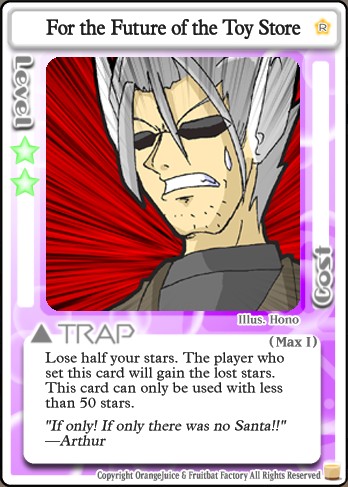 For the Future of the Toy Store
R
Level
Cost
Illus. Hono
TRAP
(Max 1)
Lose half your stars. The player who
set this card will gain the lost stars.
This card can only be used with less
than 50 stars.
"If only! If only there was no Santa!!"
—Arthur
Copyright OrangeJuice & Fruitbat Factory All Rights Reserved